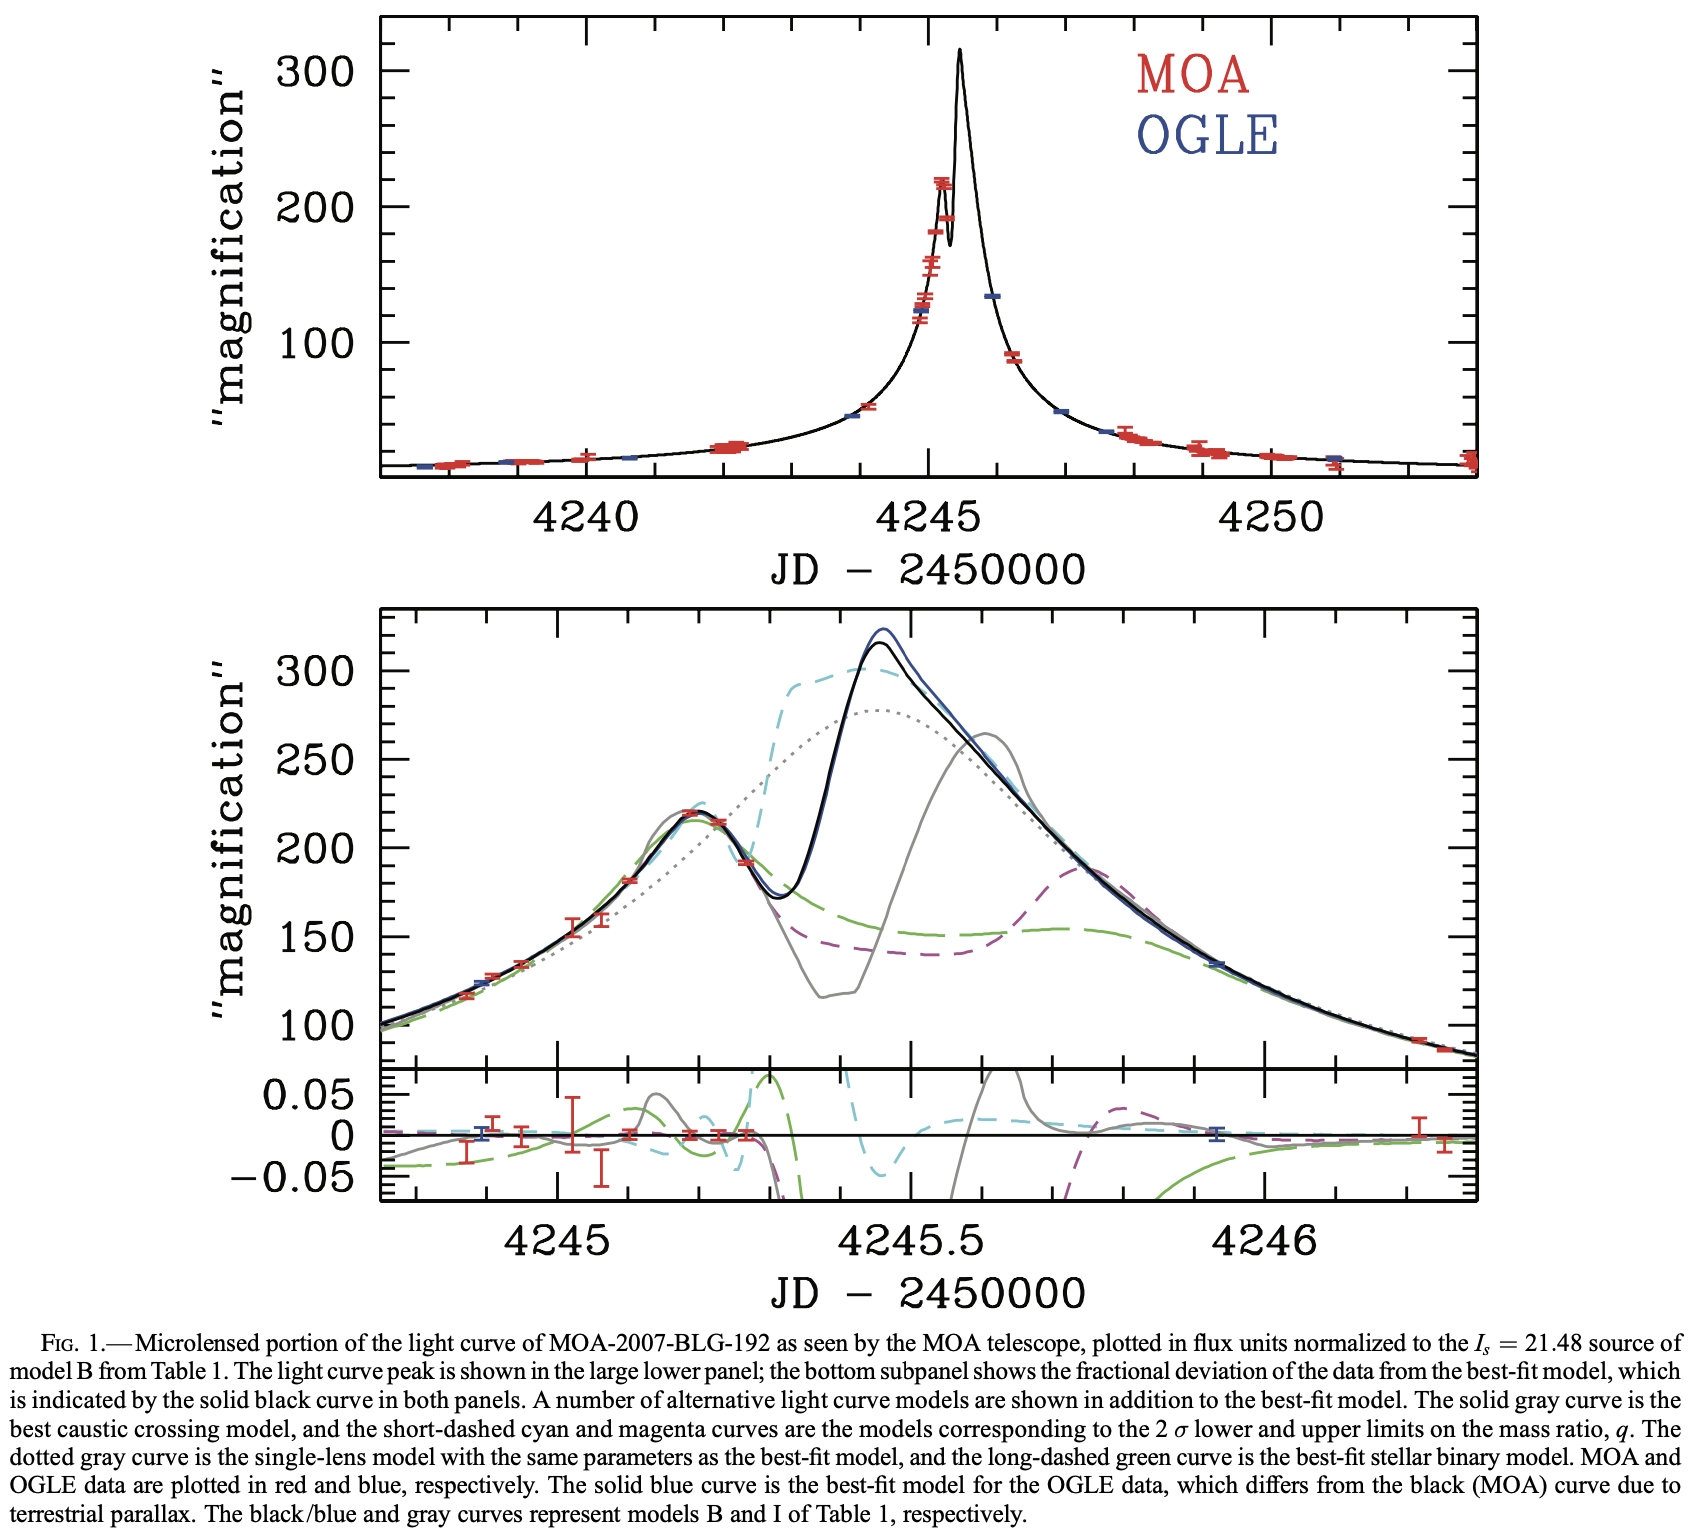 300
200
100
"magnification"
MOA
OGLE
4240 4245 4250
JD − 2450000
300
250
200
150
100
"magnification"
0.05
0
−0.05
4245 4245.5 4246
JD − 2450000
FIG. 1.—Microlensed portion of the light curve of MOA-2007-BLG-192 as seen by the MOA telescope, plotted in flux units normalized to the Is = 21.48 source of
model B from Table 1. The light curve peak is shown in the large lower panel; the bottom subpanel shows the fractional deviation of the data from the best-fit model, which
is indicated by the solid black curve in both panels. A number of alternative light curve models are shown in addition to the best-fit model. The solid gray curve is the
best caustic crossing model, and the short-dashed cyan and magenta curves are the models corresponding to the 2 σ lower and upper limits on the mass ratio, q. The
dotted gray curve is the single-lens model with the same parameters as the best-fit model, and the long-dashed green curve is the best-fit stellar binary model. MOA and
OGLE data are plotted in red and blue, respectively. The solid blue curve is the best-fit model for the OGLE data, which differs from the black (MOA) curve due to
terrestrial parallax. The black/blue and gray curves represent models B and I of Table 1, respectively.